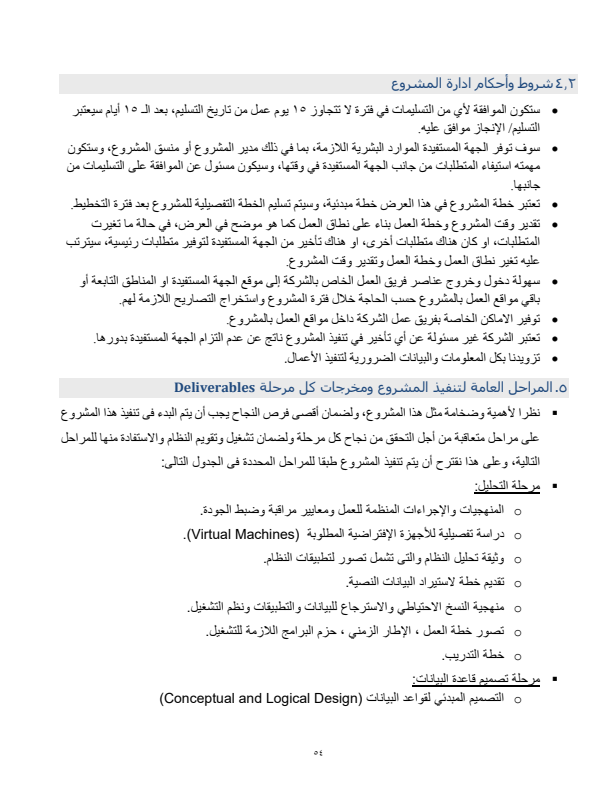 ٤,٢ شروط وأحكام ادارة المشروع
• ستكون الموافقة لأي من التسليمات في فترة لا تتجاوز ١٥ يوم عمل من تاريخ التسليم، بعد الـ ١٥ أيام سيعتبر
التسليم/ الإنجاز موافق عليه.
• سوف توفر الجهة المستفيدة الموارد البشرية اللازمة، بما في ذلك مدير المشروع أو منسق المشروع، وستكون
مهمته استيفاء المتطلبات من جانب الجهة المستفيدة في وقتها، وسيكون مسئول عن الموافقة على التسليمات من
جانبها.
• تعتبر خطة المشروع في هذا العرض خطة مبدئية، وسيتم تسليم الخطة التفصيلية للمشروع بعد فترة التخطيط.
• تقدير وقت المشروع وخطة العمل بناء على نطاق العمل كما هو موضح في العرض، في حالة ما تغيرت
المتطلبات، او كان هناك متطلبات أخرى، او هناك تأخير من الجهة المستفيدة لتوفير متطلبات رئيسية، سيترتب
عليه تغير نطاق العمل وخطة العمل وتقدير وقت المشروع.
• سهولة دخول وخروج عناصر فريق العمل الخاص بالشركة إلى موقع الجهة المستفيدة او المناطق التابعة أو
باقي مواقع العمل بالمشروع حسب الحاجة خلال فترة المشروع واستخراج التصاريح اللازمة لهم.
• توفير الاماكن الخاصة بفريق عمل الشركة داخل مواقع العمل بالمشروع.
• تعتبر الشركة غير مسئولة عن أي تأخير في تنفيذ المشروع ناتج عن عدم التزام الجهة المستفيدة بدورها.
• تزويدنا بكل المعلومات والبيانات الضرورية لتنفيذ الأعمال.
٥. المراحل العامة لتنفيذ المشروع ومخرجات كل مرحلة Deliverables
▪ نظرا لأهمية وضخامة مثل هذا المشروع، ولضمان أقصى فرص النجاح يجب أن يتم البدء فى تنفيذ هذا المشروع
على مراحل متعاقبة من أجل التحقق من نجاح كل مرحلة ولضمان تشغيل وتقويم النظام والاستفادة منها للمراحل
التالية، وعلى هذا نقترح أن يتم تنفيذ المشروع طبقا للمراحل المحددة فى الجدول التالى:
▪ مرحلة التحليل:
o المنهجيات والإجراءات المنظمة للعمل ومعايير مراقبة وضبط الجودة.
o دراسة تفصيلية للأجهزة الإفتراضية المطلوبة (Virtual Machines).
o وثيقة تحليل النظام والتى تشمل تصور لتطبيقات النظام.
o تقديم خطة لاستيراد البيانات النصية.
o منهجية النسخ الاحتياطي والاسترجاع للبيانات والتطبيقات ونظم التشغيل.
o تصور خطة العمل ، الإطار الزمني ، حزم البرامج اللازمة للتشغيل.
o خطة التدريب.
▪ مرحلة تصميم قاعدة البيانات:
o التصميم المبدئي لقواعد البيانات (Conceptual and Logical Design)
٥٤